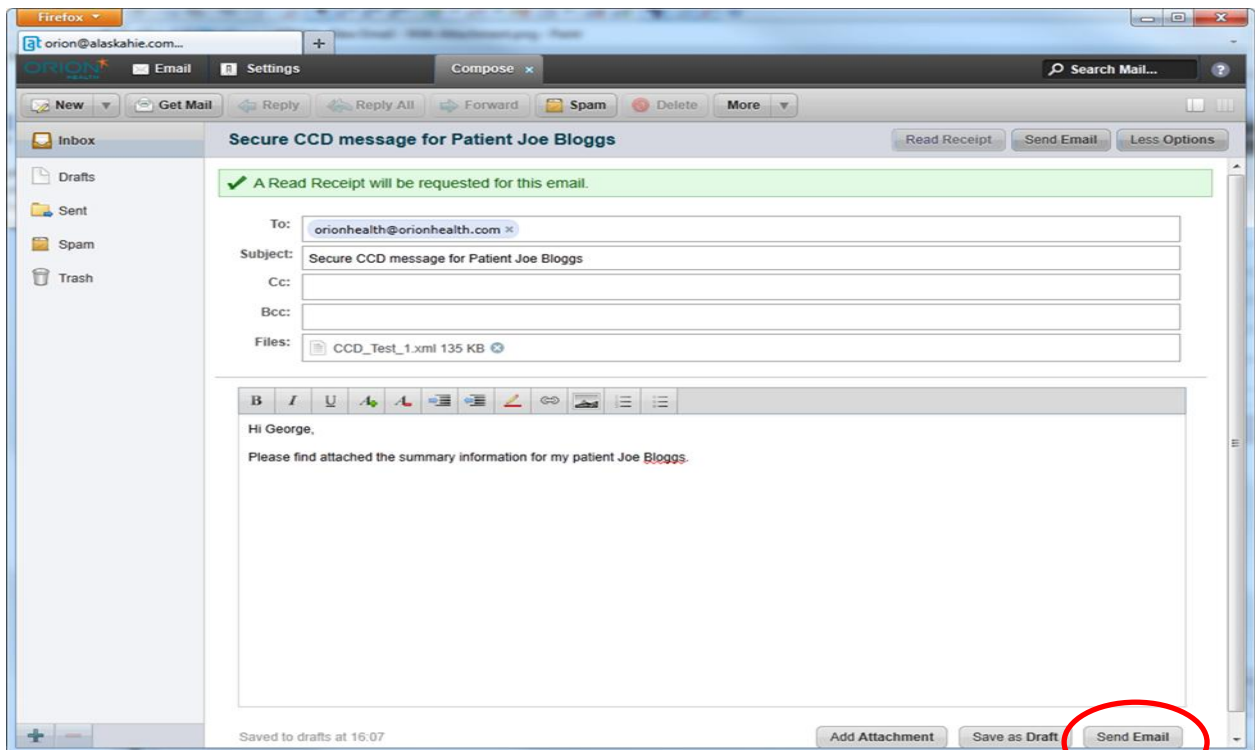 Firefox
orion@alaskahie.com... +
ORION HEALTH Email Settings Compose × Search Mail... ?
New Get Mail Reply Reply All Forward Spam Delete More
Inbox
Drafts
Sent
Spam
Trash
Secure CCD message for Patient Joe Bloggs Read Receipt Send Email Less Options
A Read Receipt will be requested for this email.
To: orionhealth@orionhealth.com ×
Subject: Secure CCD message for Patient Joe Bloggs
Cc:
Bcc:
Files: CCD_Test_1.xml 135 KB
B I U A A
Hi George,
Please find attached the summary information for my patient Joe Bloggs.
Saved to drafts at 16:07 Add Attachment Save as Draft Send Email